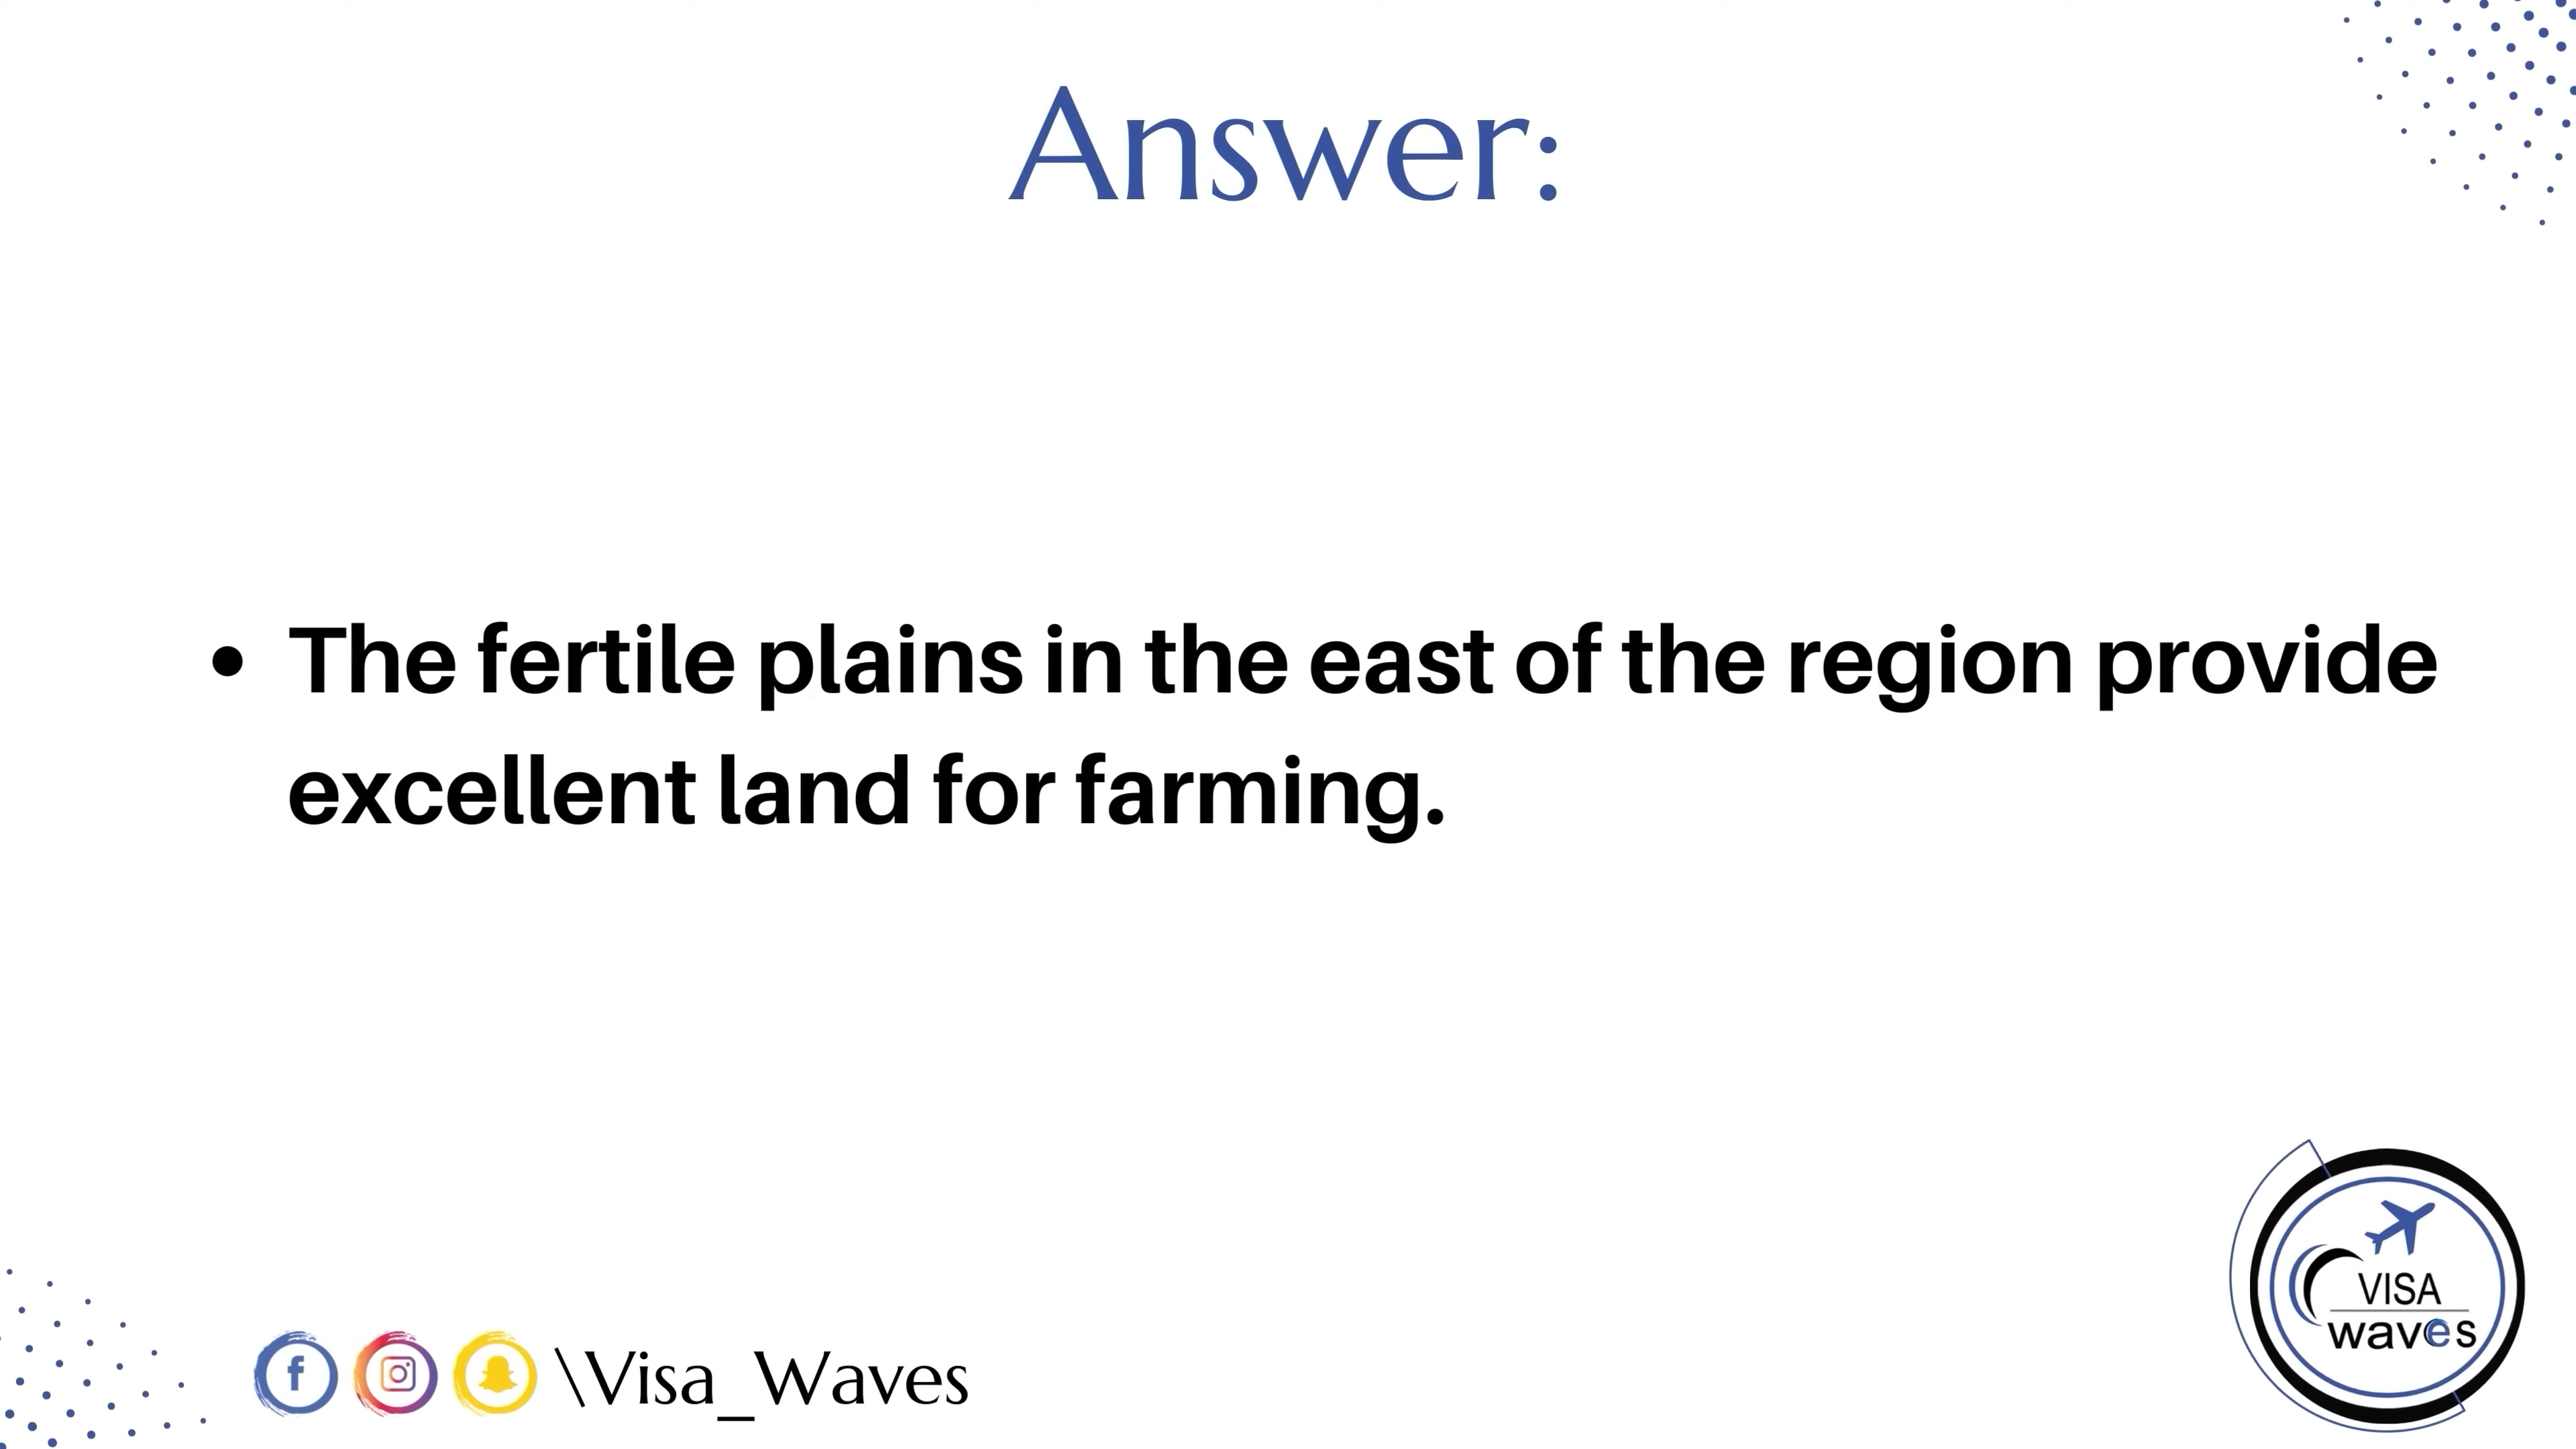 Answer:
• The fertile plains in the east of the region provide
excellent land for farming.
\Visa_Waves
VISA
waves